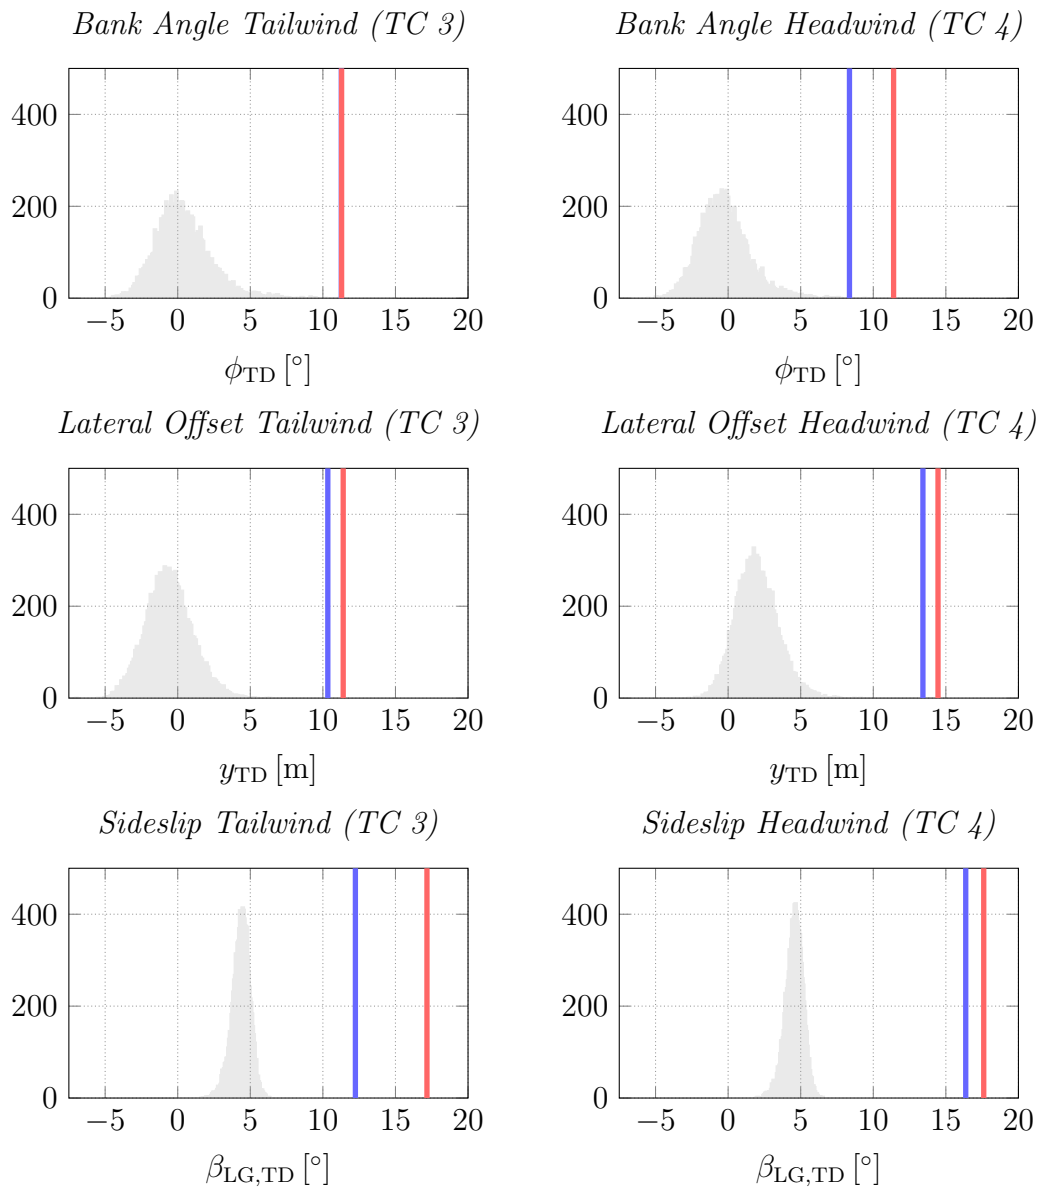 Bank Angle Tailwind (TC 3)
400
200
0
−5 0 5 10 15 20
ϕTD [°]
Bank Angle Headwind (TC 4)
400
200
0
−5 0 5 10 15 20
ϕTD [°]
Lateral Offset Tailwind (TC 3)
400
200
0
−5 0 5 10 15 20
yTD [m]
Lateral Offset Headwind (TC 4)
400
200
0
−5 0 5 10 15 20
yTD [m]
Sideslip Tailwind (TC 3)
400
200
0
−5 0 5 10 15 20
βLG,TD [°]
Sideslip Headwind (TC 4)
400
200
0
−5 0 5 10 15 20
βLG,TD [°]